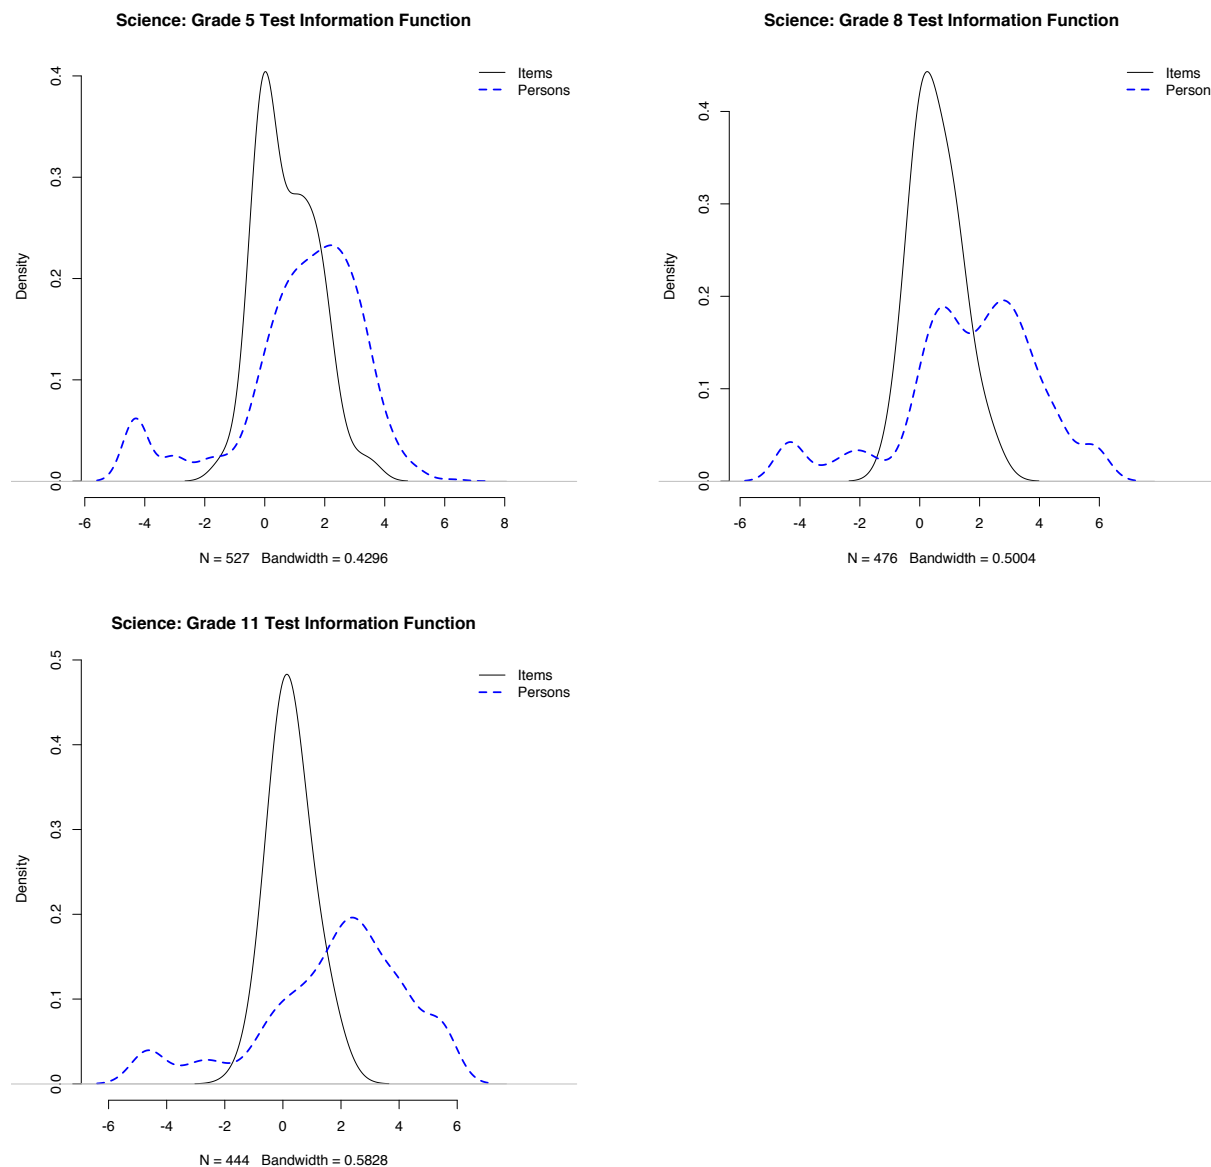 Science: Grade 5 Test Information Function
Items
Persons
Density
0.0 0.1 0.2 0.3 0.4
-6 -4 -2 0 2 4 6 8
N = 527 Bandwidth = 0.4296
Science: Grade 8 Test Information Function
Items
Person
Density
0.0 0.1 0.2 0.3 0.4
-6 -4 -2 0 2 4 6
N = 476 Bandwidth = 0.5004
Science: Grade 11 Test Information Function
Items
Persons
Density
0.0 0.1 0.2 0.3 0.4 0.5
-6 -4 -2 0 2 4 6
N = 444 Bandwidth = 0.5828